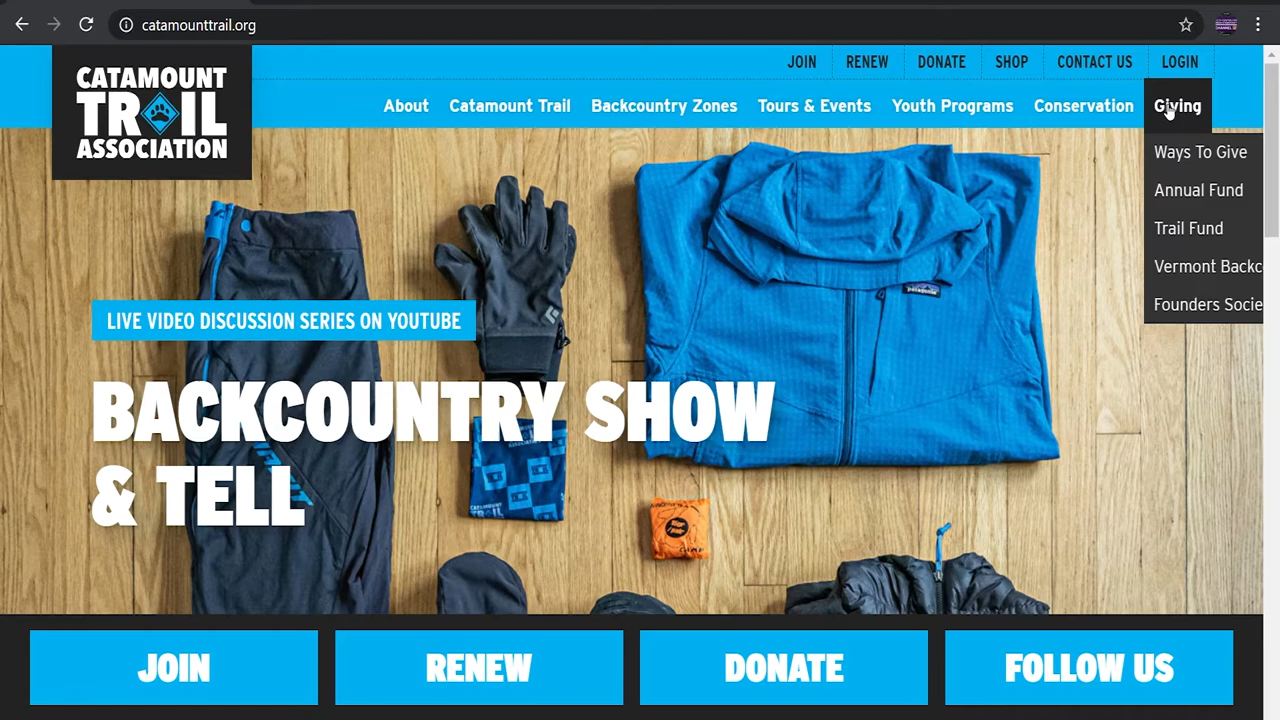 catamounttrail.org
JOIN RENEW DONATE SHOP CONTACT US LOGIN
CATAMOUNT
TRAIL
ASSOCIATION
About Catamount Trail Backcountry Zones Tours & Events Youth Programs Conservation Giving
Ways To Give
Annual Fund
Trail Fund
Vermont Backc
Founders Socie
patagonia
LIVE VIDEO DISCUSSION SERIES ON YOUTUBE
BACKCOUNTRY SHOW
& TELL
JOIN RENEW DONATE FOLLOW US